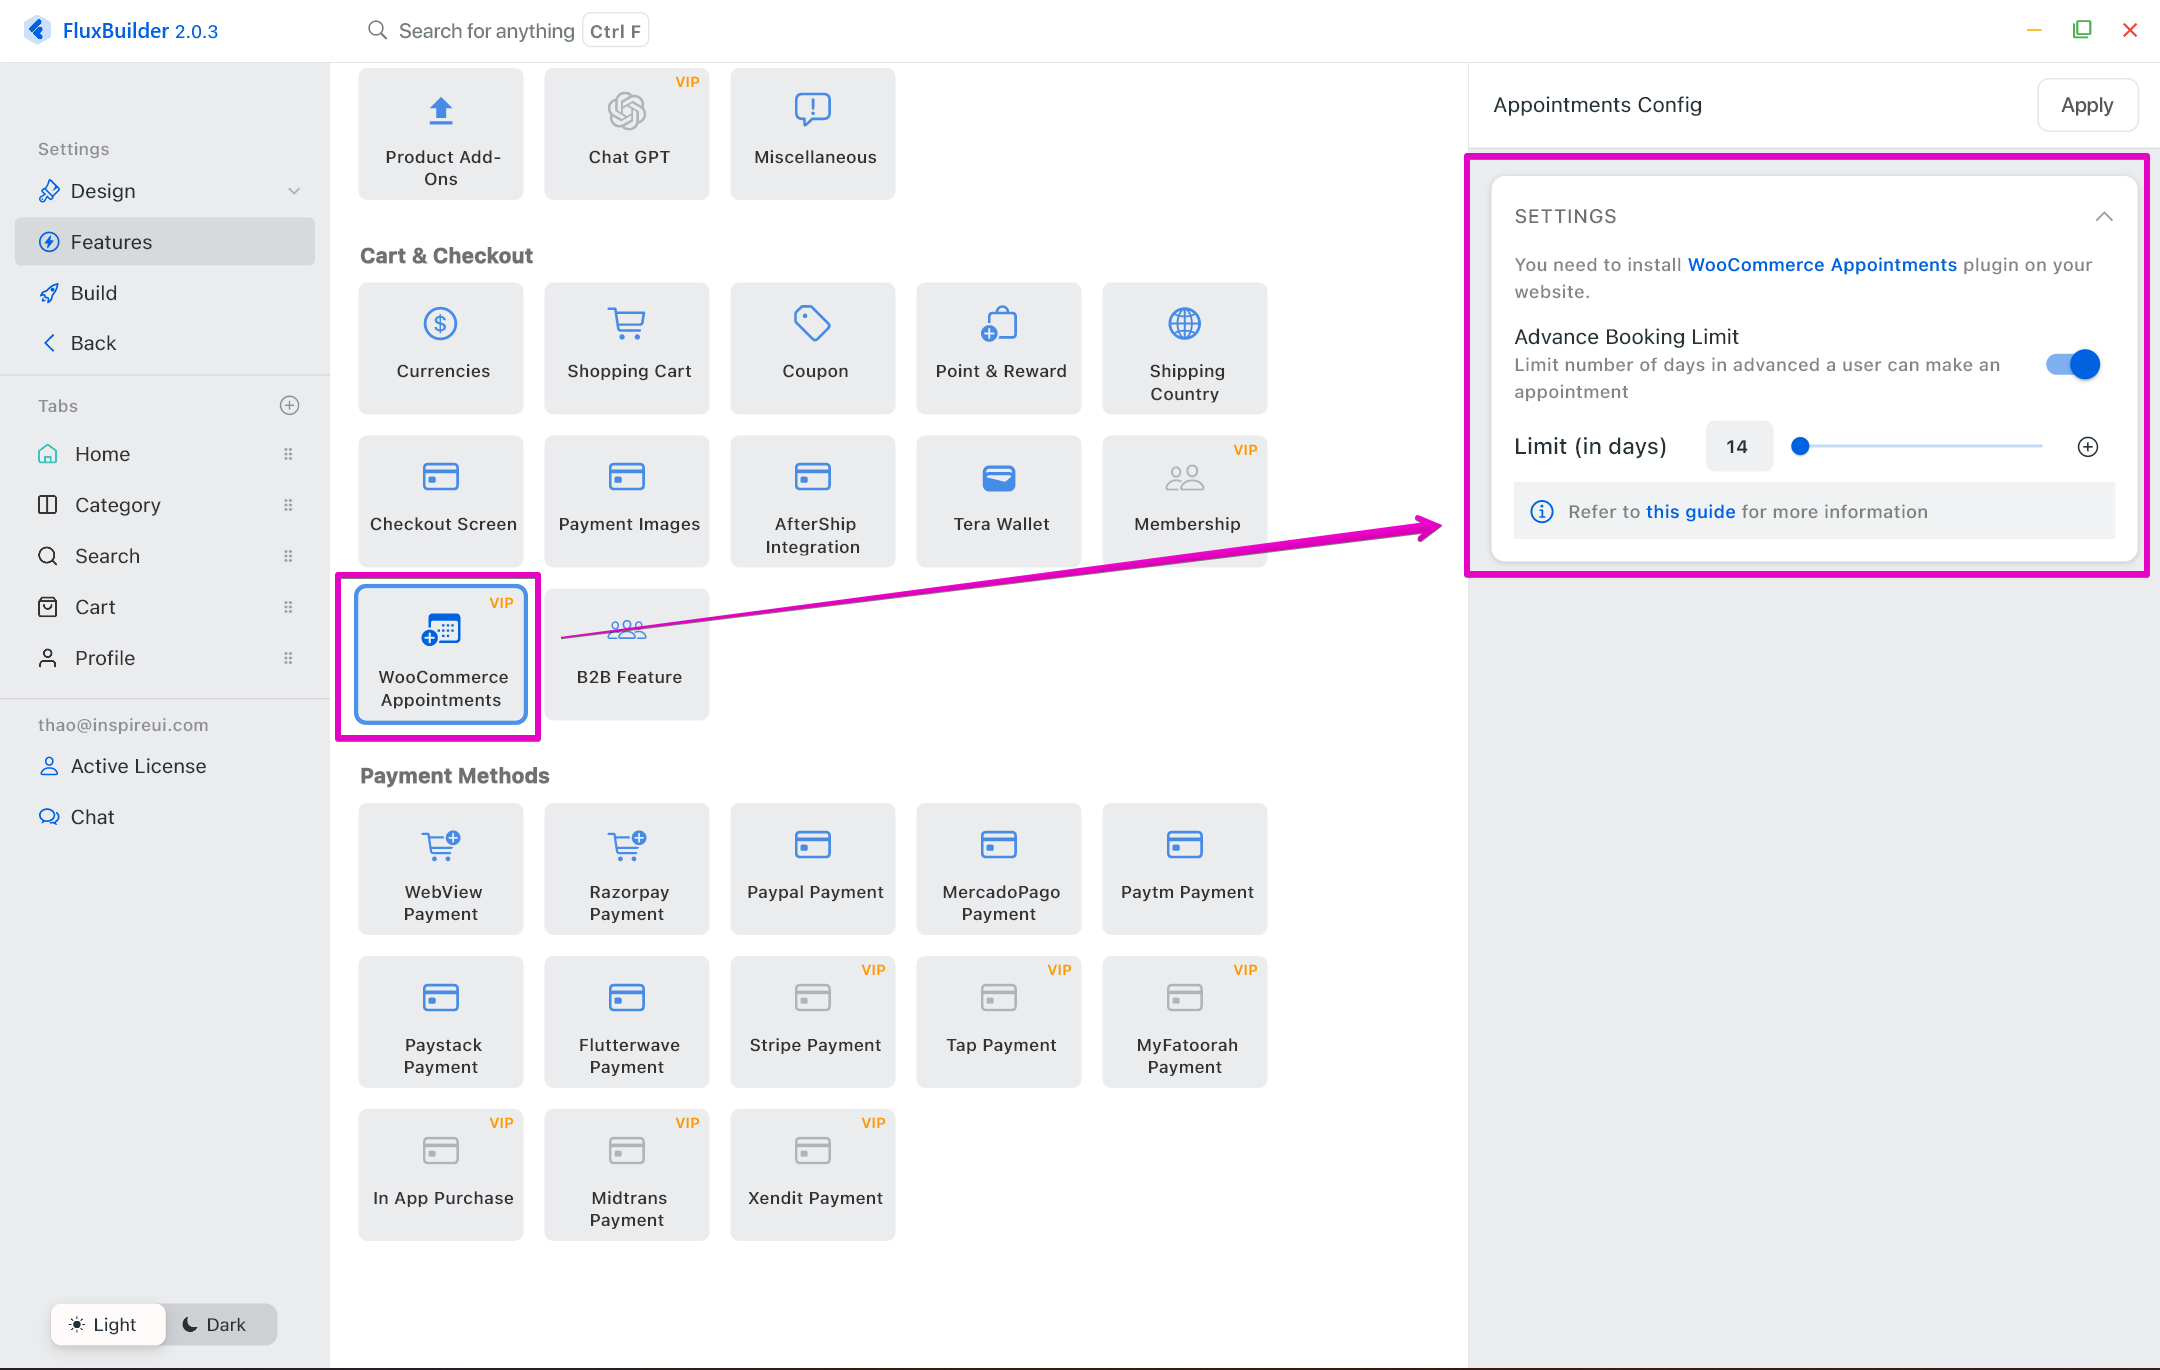 FluxBuilder 2.0.3
Search for anything Ctrl F
Settings
Design
Features
Build
Back
Tabs
Home
Category
Search
Cart
Profile
thao@inspireui.com
Active License
Chat
Light
Dark
Product Add-
Ons
VIP
Chat GPT
Miscellaneous
Cart & Checkout
Currencies
Shopping Cart
Coupon
Point & Reward
Shipping
Country
Checkout Screen
Payment Images
AfterShip
Integration
Tera Wallet
VIP
Membership
VIP
WooCommerce
Appointments
B2B Feature
Payment Methods
WebView
Payment
Razorpay
Payment
Paypal Payment
MercadoPago
Payment
Paytm Payment
Paystack
Payment
Flutterwave
Payment
VIP
Stripe Payment
VIP
Tap Payment
VIP
MyFatoorah
Payment
VIP
In App Purchase
VIP
Midtrans
Payment
VIP
Xendit Payment
Appointments Config
Apply
SETTINGS
You need to install WooCommerce Appointments plugin on your
website.
Advance Booking Limit
Limit number of days in advanced a user can make an
appointment
Limit (in days) 14
Refer to this guide for more information